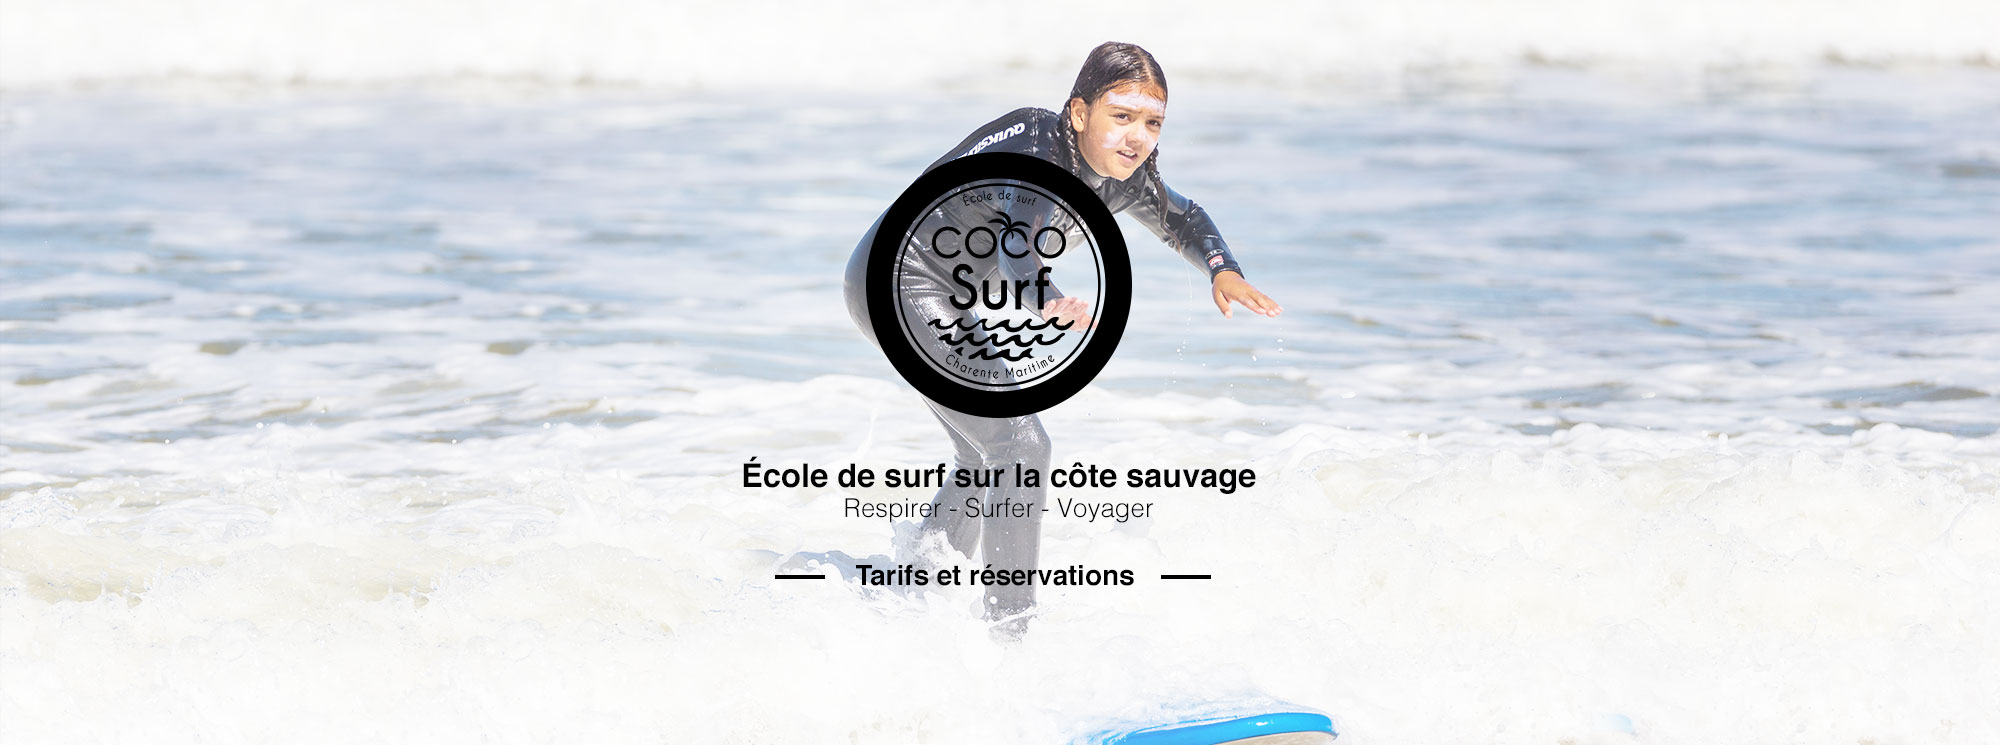 École de surf
COCO
Surf
Charente Maritime
École de surf sur la côte sauvage
Respirer - Surfer - Voyager
Tarifs et réservations